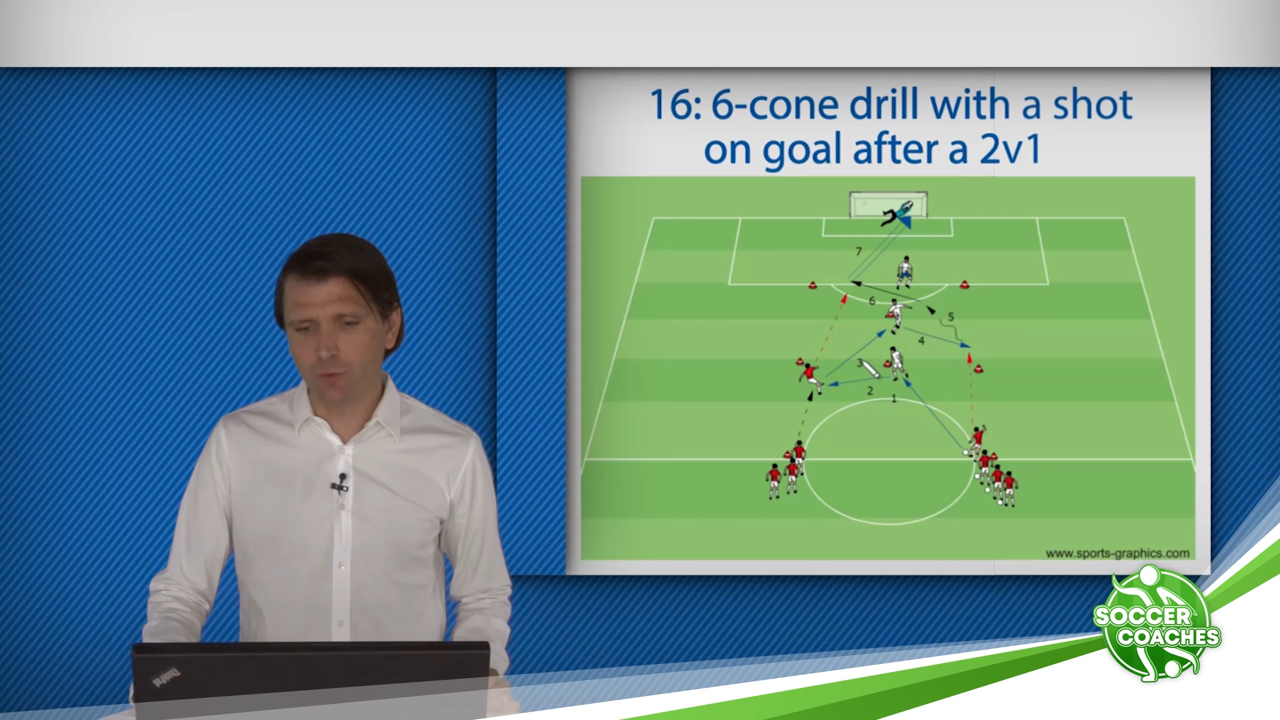 16: 6-cone drill with a shot
on goal after a 2v1
7
6
5
4
3
2
1
www.sports-graphics.com
SOCCER
COACHES
ThinkPad